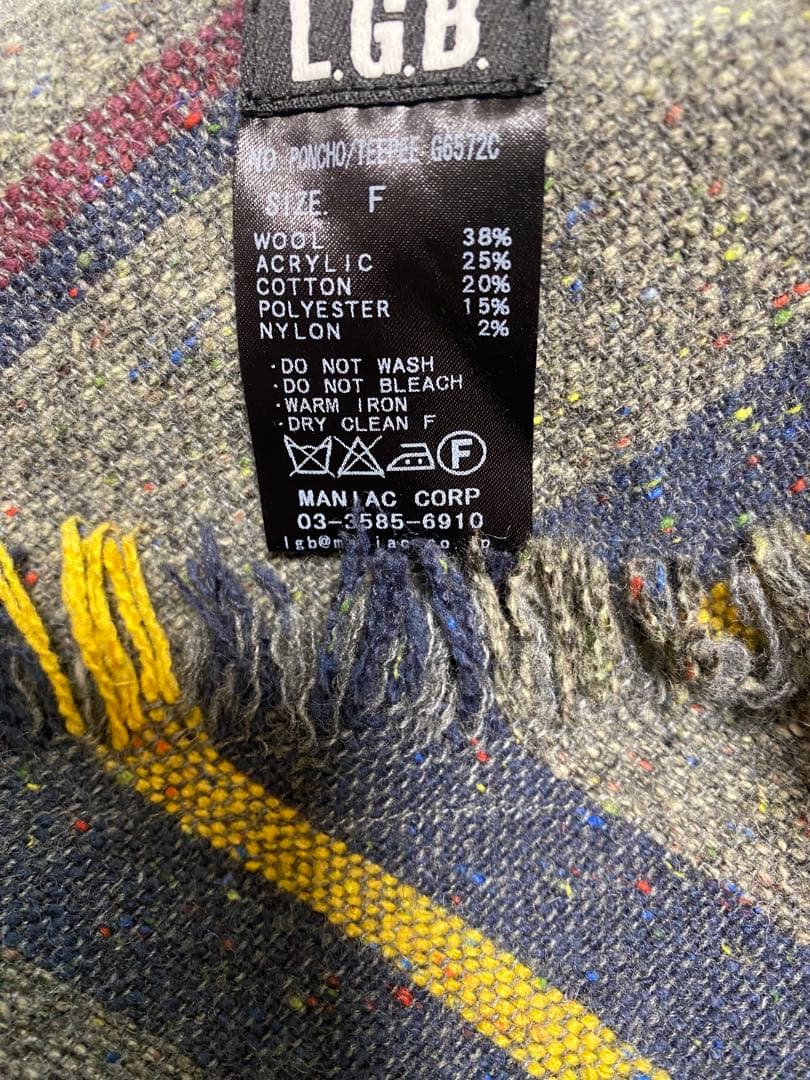 L.G.B.
NO. PONCHO/TEEPEE G6572C
SIZE. F
WOOL 38%
ACRYLIC 25%
COTTON 20%
POLYESTER 15%
NYLON 2%
·DO NOT WASH
·DO NOT BLEACH
·WARM IRON
·DRY CLEAN F
F
MANIAC CORP
03-3585-6910